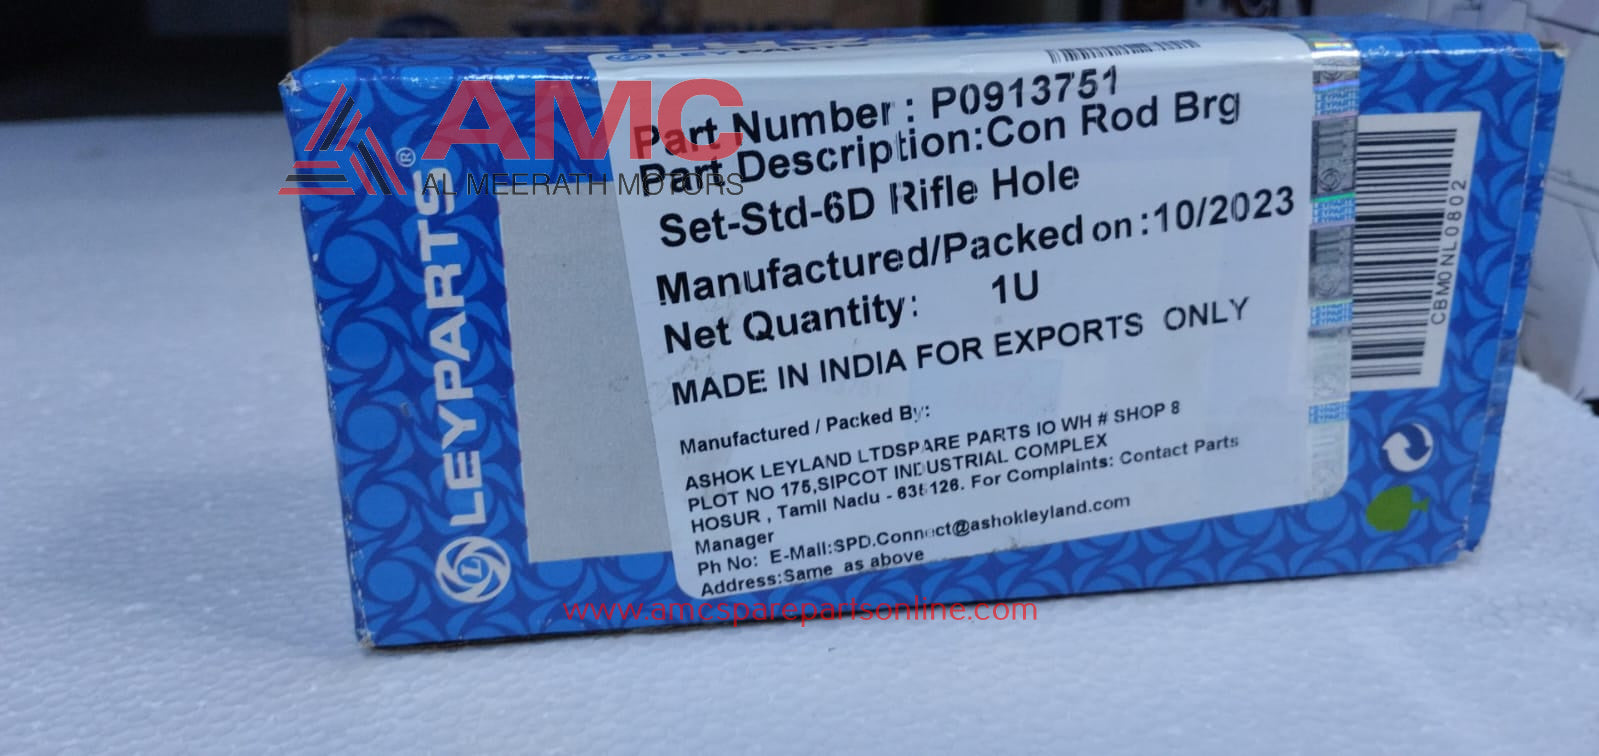 LEYPARTS
Part Number : P0913751
Part Description:Con Rod Brg
Set-Std-6D Rifle Hole
Manufactured/Packed on :10/2023
Net Quantity: 1U
MADE IN INDIA FOR EXPORTS ONLY
Manufactured / Packed By:
ASHOK LEYLAND LTDSPARE PARTS IO WH # SHOP 8
PLOT NO 175,SIPCOT INDUSTRIAL COMPLEX
HOSUR , Tamil Nadu - 635126. For Complaints: Contact Parts
Manager
Ph No: E-Mail:SPD.Connect@ashokleyland.com
Address:Same as above
LEYPARTS®
L
CBMONL0802
AMC
AL MEERATH MOTORS
www.amcsparepartsonline.com